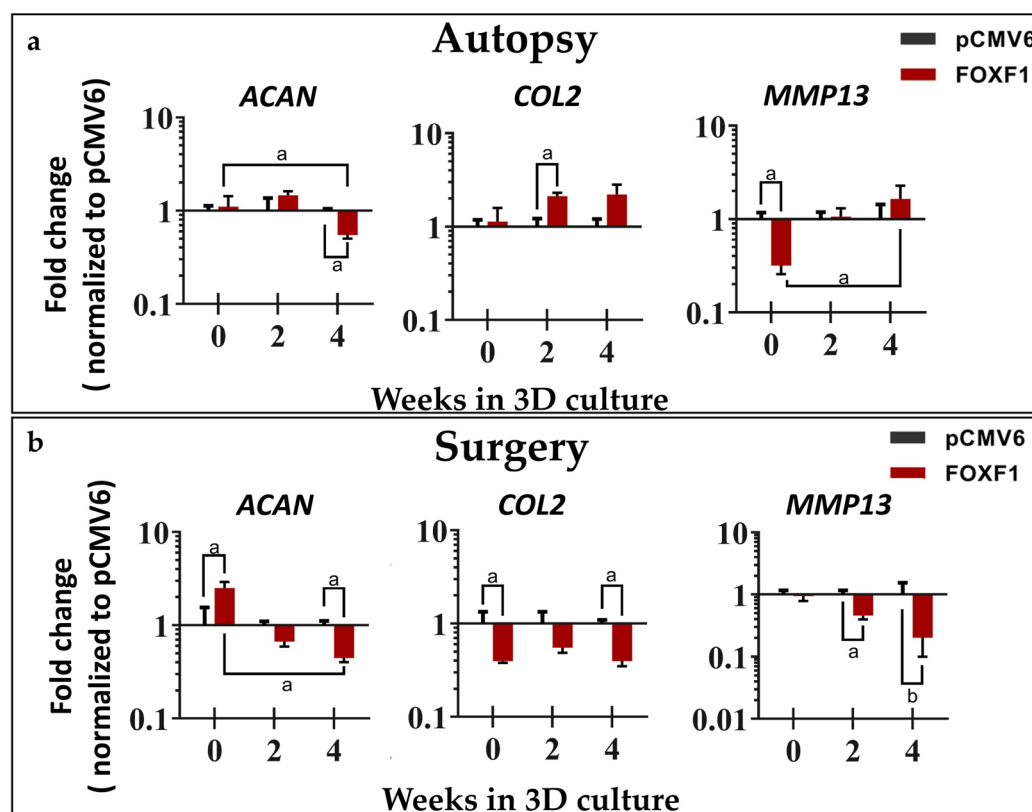 a
Autopsy
pCMV6
FOXF1
Fold change
( normalized to pCMV6)
ACAN
10
1
0.1
a
a
0 2 4
COL2
10
1
0.1
a
0 2 4
MMP13
10
1
0.1
a
a
0 2 4
Weeks in 3D culture
b
Surgery
pCMV6
FOXF1
Fold change
( normalized to pCMV6)
ACAN
10
1
0.1
a
a
a
0 2 4
COL2
10
1
0.1
a
a
0 2 4
MMP13
10
1
0.1
0.01
a
b
0 2 4
Weeks in 3D culture